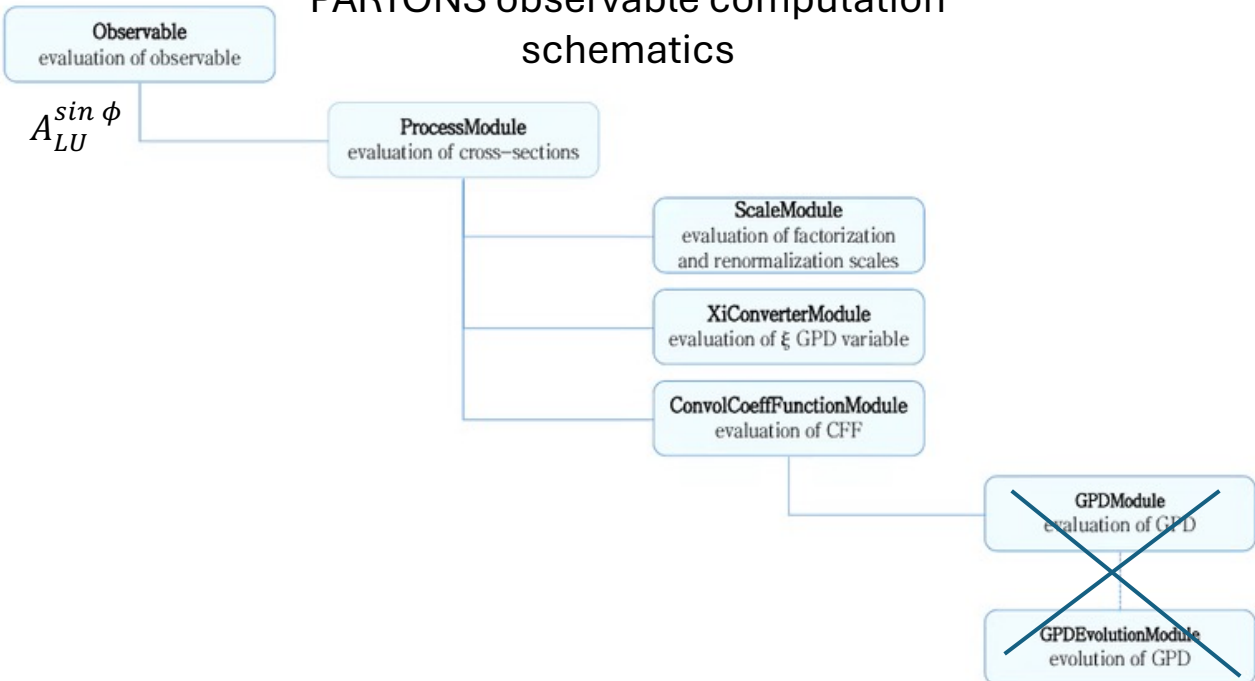 PARTONS observable computation
schematics
Observable
evaluation of observable
A_{LU}^{sin ϕ}
ProcessModule
evaluation of cross-sections
ScaleModule
evaluation of factorization
and renormalization scales
XiConverterModule
evaluation of ξ GPD variable
ConvolCoeffFunctionModule
evaluation of CFF
GPDModule
evaluation of GPD
GPDEvolutionModule
evolution of GPD